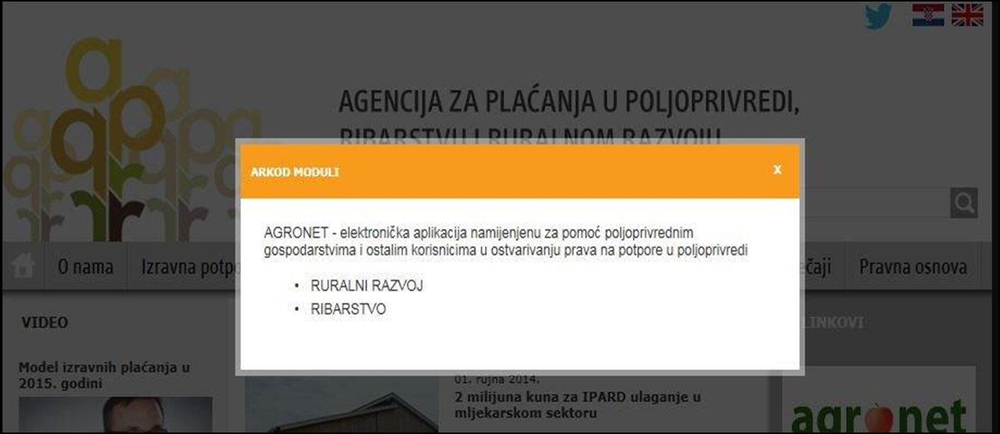 AGENCIJA ZA PLAĆANJA U POLJOPRIVREDI,
RIBARSTVU I RURALNOM RAZVOJU
ARKOD MODULI
x
AGRONET - elektronička aplikacija namijenjenu za pomoć poljoprivrednim
gospodarstvima i ostalim korisnicima u ostvarivanju prava na potpore u poljoprivredi
• RURALNI RAZVOJ
• RIBARSTVO
O nama
Izravna
Pravna osnova
VIDEO
Model izravnih plaćanja u
2015. godini
01. rujna 2014.
2 milijuna kuna za IPARD ulaganje u
mljekarskom sektoru
LINKOVI
agronet